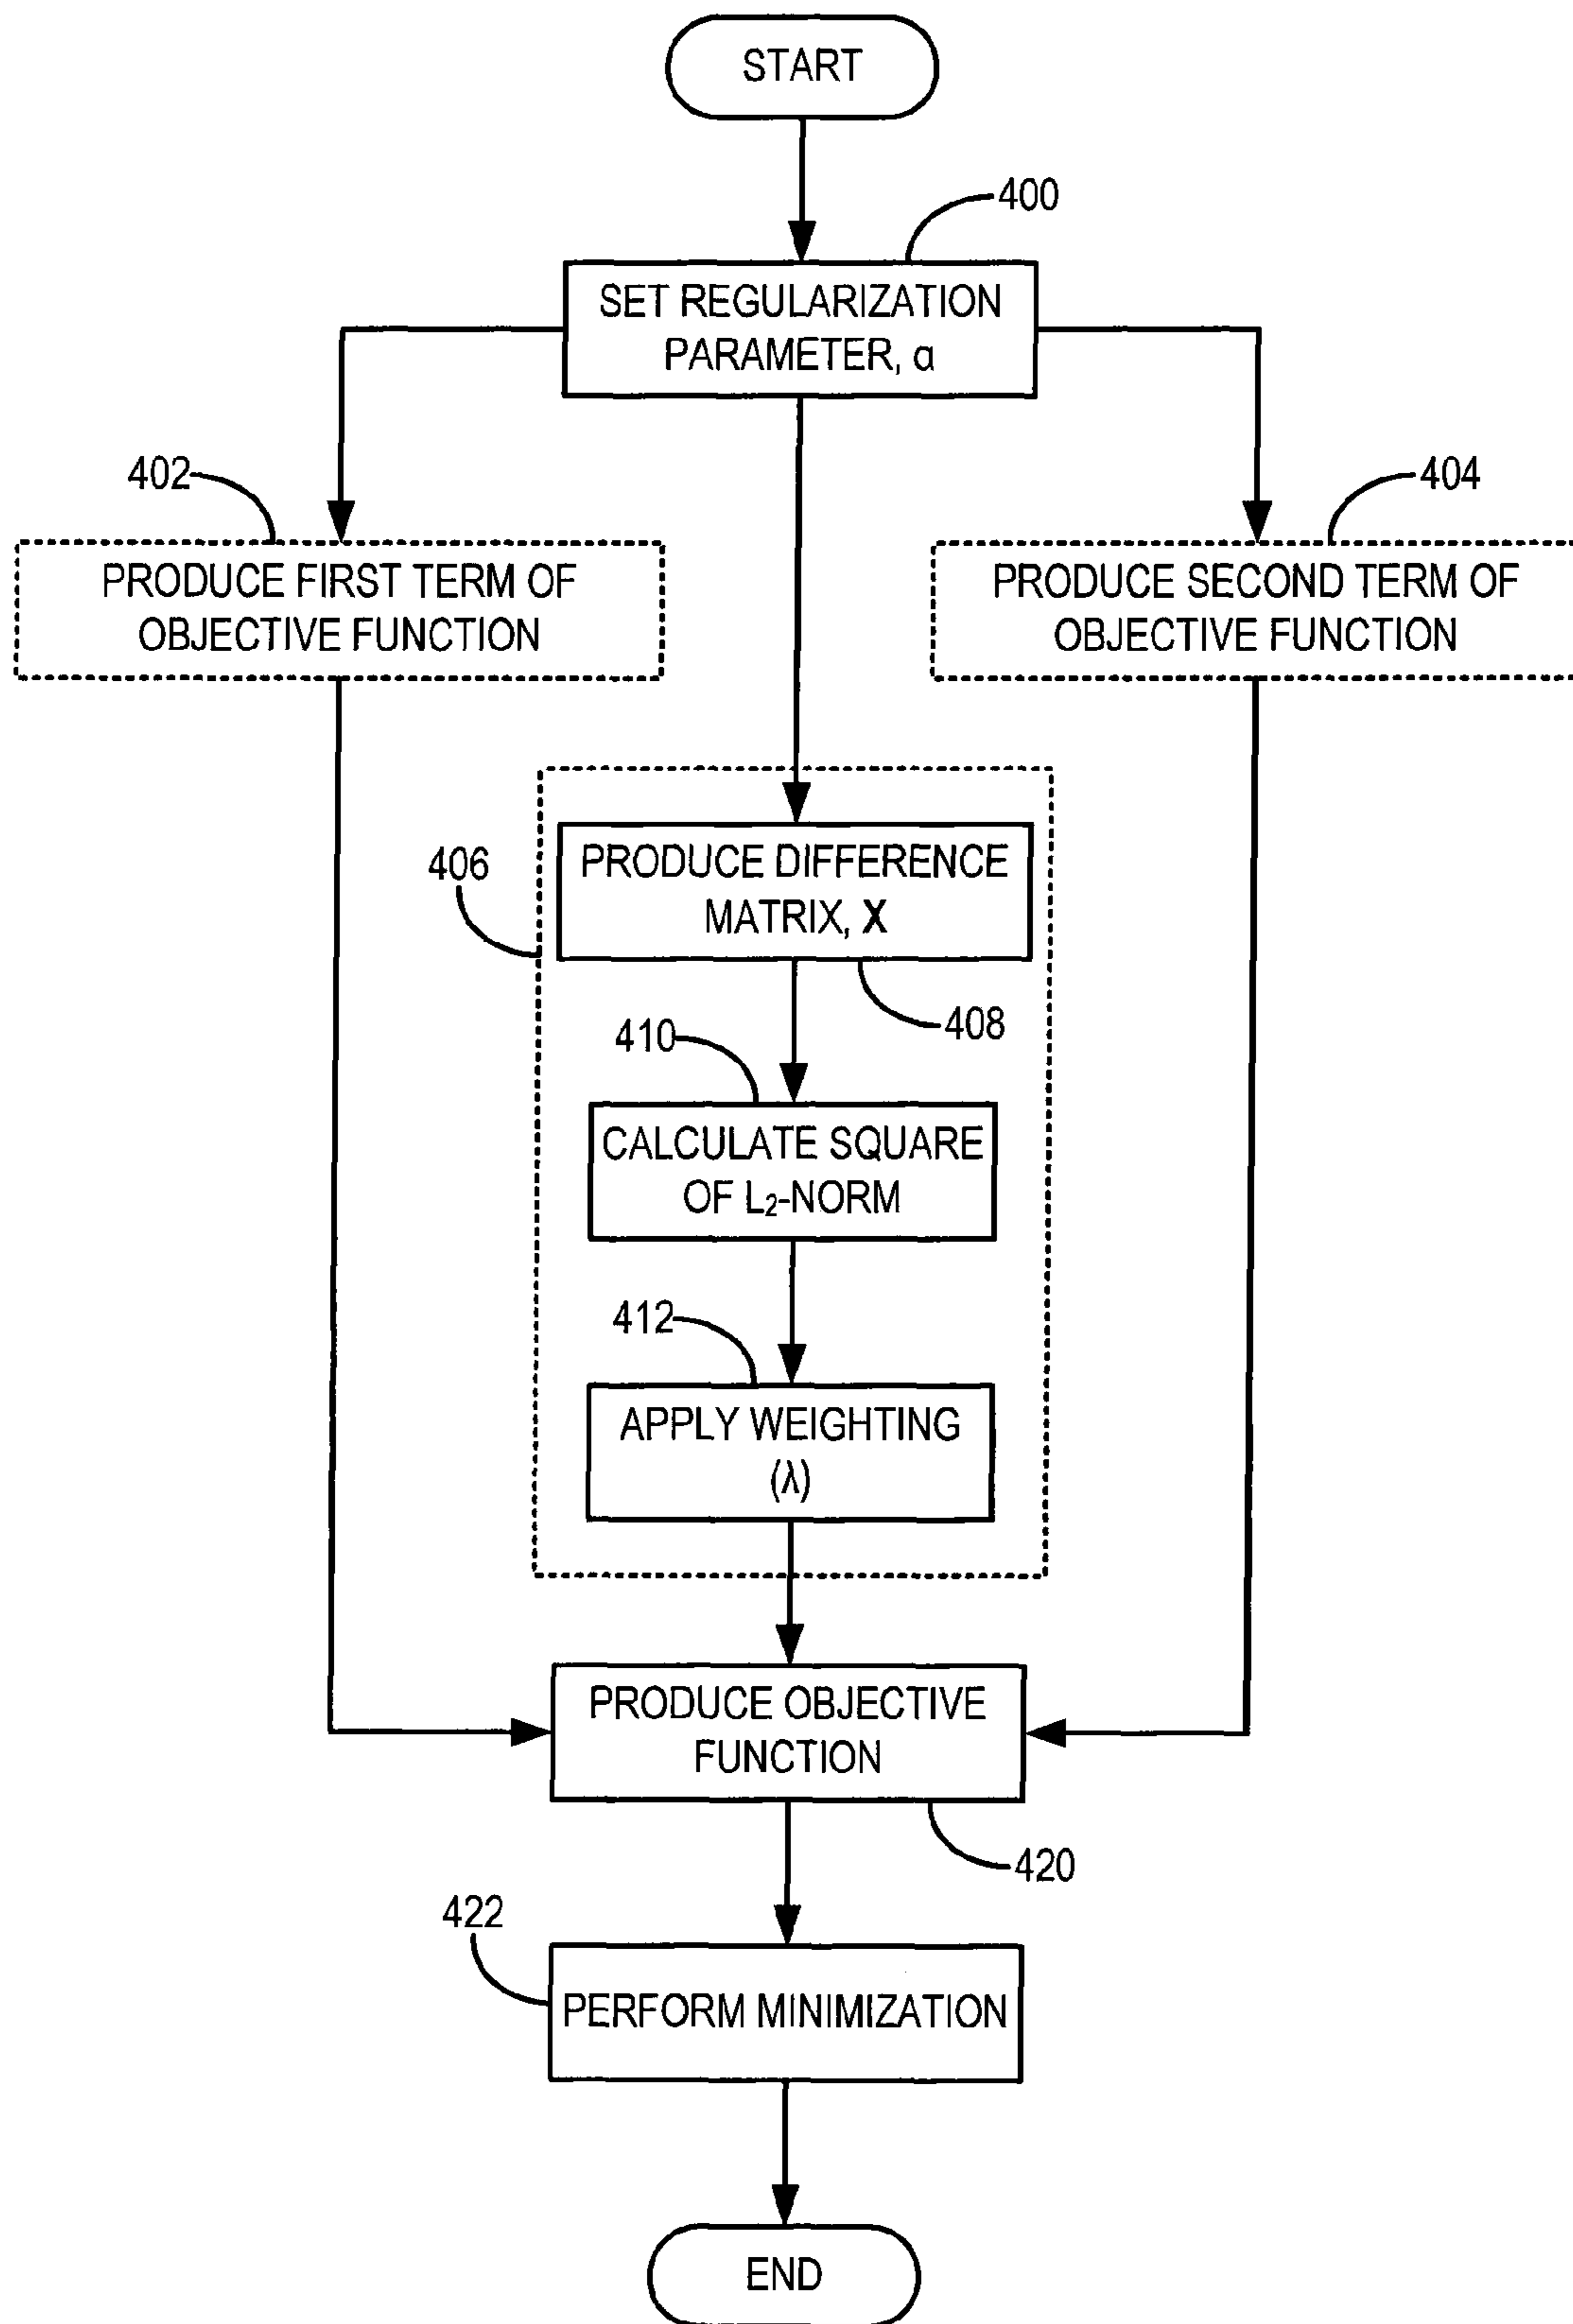 START
400
SET REGULARIZATION
PARAMETER, α
402
404
PRODUCE FIRST TERM OF
OBJECTIVE FUNCTION
PRODUCE SECOND TERM OF
OBJECTIVE FUNCTION
406
PRODUCE DIFFERENCE
MATRIX, X
408
410
CALCULATE SQUARE
OF L₂-NORM
412
APPLY WEIGHTING
(λ)
PRODUCE OBJECTIVE
FUNCTION
420
422
PERFORM MINIMIZATION
END